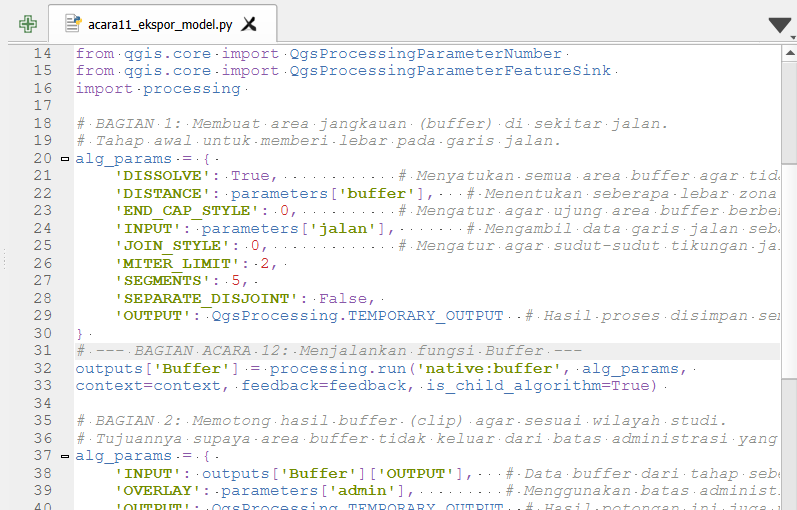 acara11_ekspor_model.py
14 from qgis.core import QgsProcessingParameterNumber
15 from qgis.core import QgsProcessingParameterFeatureSink
16 import processing
17
18 # BAGIAN 1: Membuat area jangkauan (buffer) di sekitar jalan.
19 # Tahap awal untuk memberi lebar pada garis jalan.
20 alg_params = {
21 'DISSOLVE': True, # Menyatukan semua area buffer agar tida
22 'DISTANCE': parameters['buffer'], # Menentukan seberapa lebar zona
23 'END_CAP_STYLE': 0, # Mengatur agar ujung area buffer berben
24 'INPUT': parameters['jalan'], # Mengambil data garis jalan seba
25 'JOIN_STYLE': 0, # Mengatur agar sudut-sudut tikungan ja
26 'MITER_LIMIT': 2,
27 'SEGMENTS': 5,
28 'SEPARATE_DISJOINT': False,
29 'OUTPUT': QgsProcessing.TEMPORARY_OUTPUT # Hasil proses disimpan sem
30 }
31 # --- BAGIAN ACARA 12: Menjalankan fungsi Buffer ---
32 outputs['Buffer'] = processing.run('native:buffer', alg_params,
33 context=context, feedback=feedback, is_child_algorithm=True)
34
35 # BAGIAN 2: Memotong hasil buffer (clip) agar sesuai wilayah studi.
36 # Tujuannya supaya area buffer tidak keluar dari batas administrasi yang
37 alg_params = {
38 'INPUT': outputs['Buffer']['OUTPUT'], # Data buffer dari tahap sebe
39 'OVERLAY': parameters['admin'], # Menggunakan batas administ
40 'OUTPUT': QgsProcessing.TEMPORARY_OUTPUT # Hasil potongan ini juga